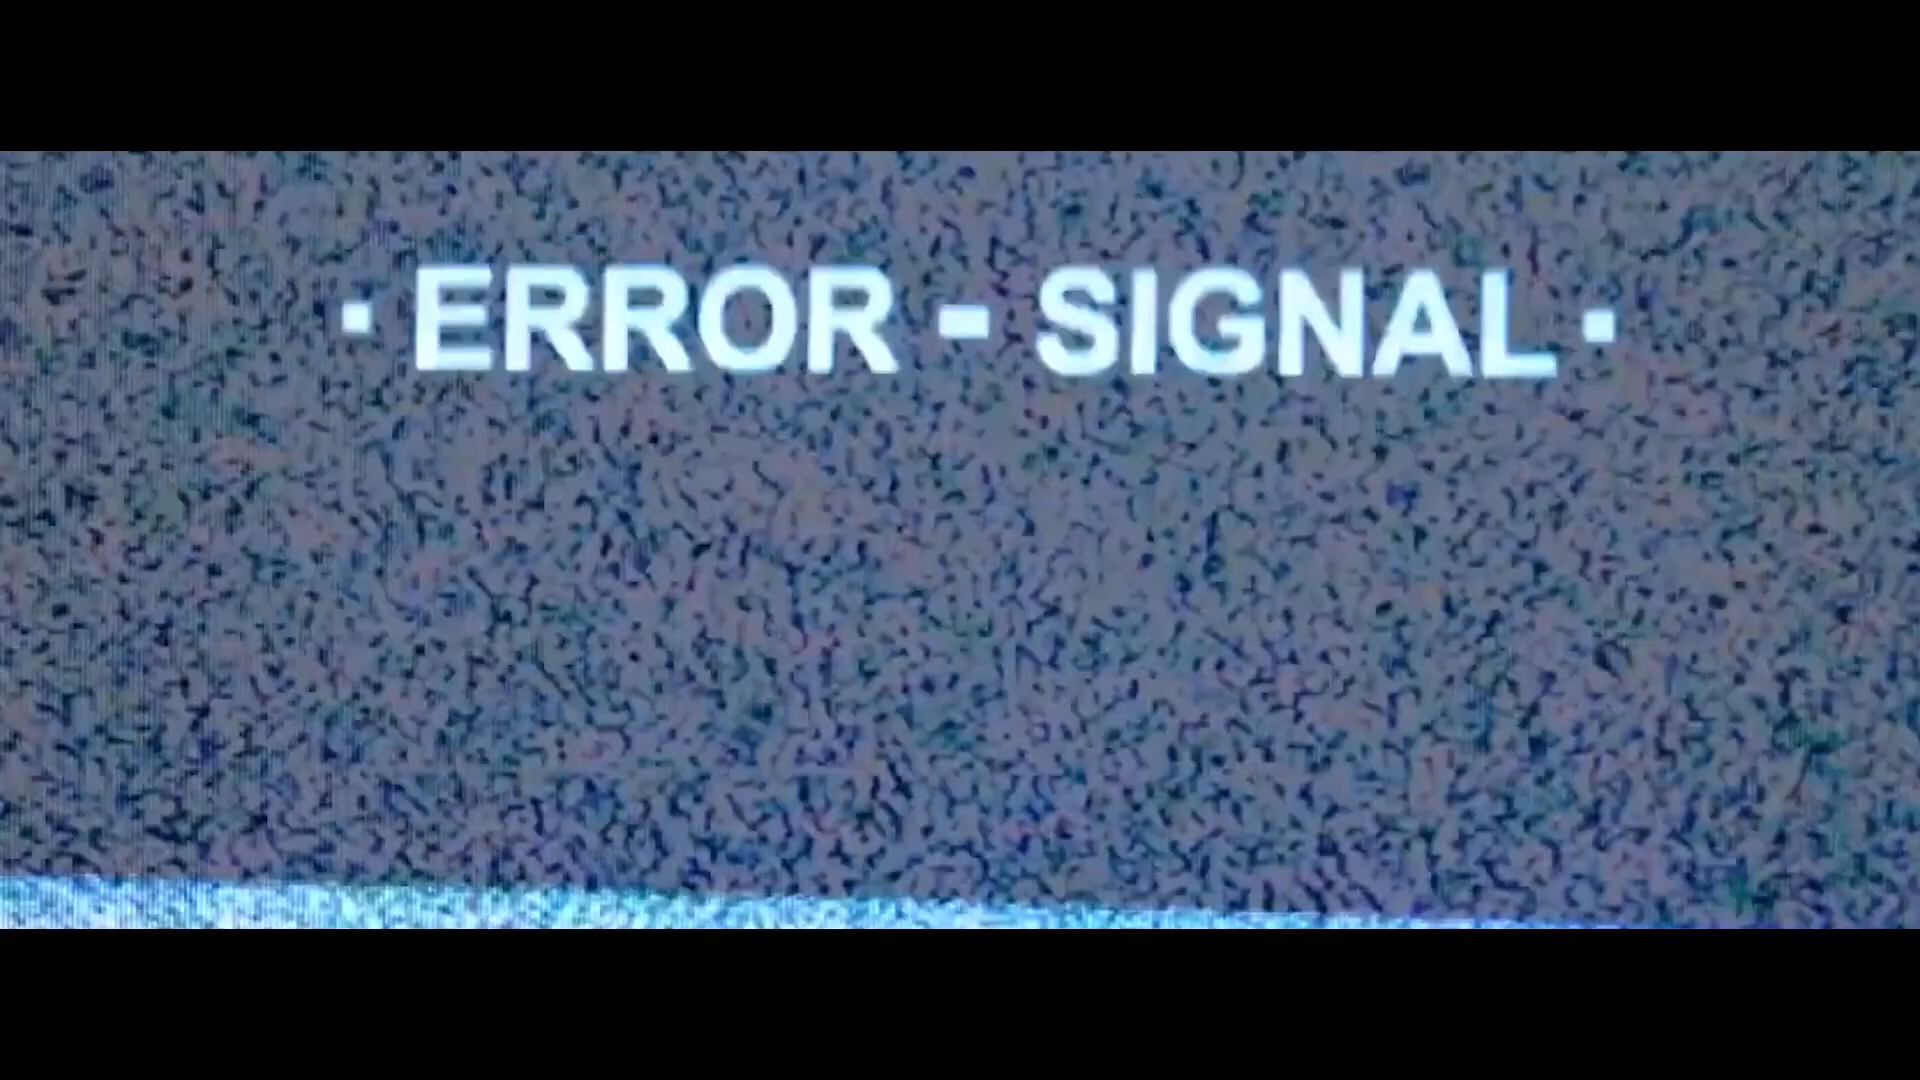 · ERROR - SIGNAL ·